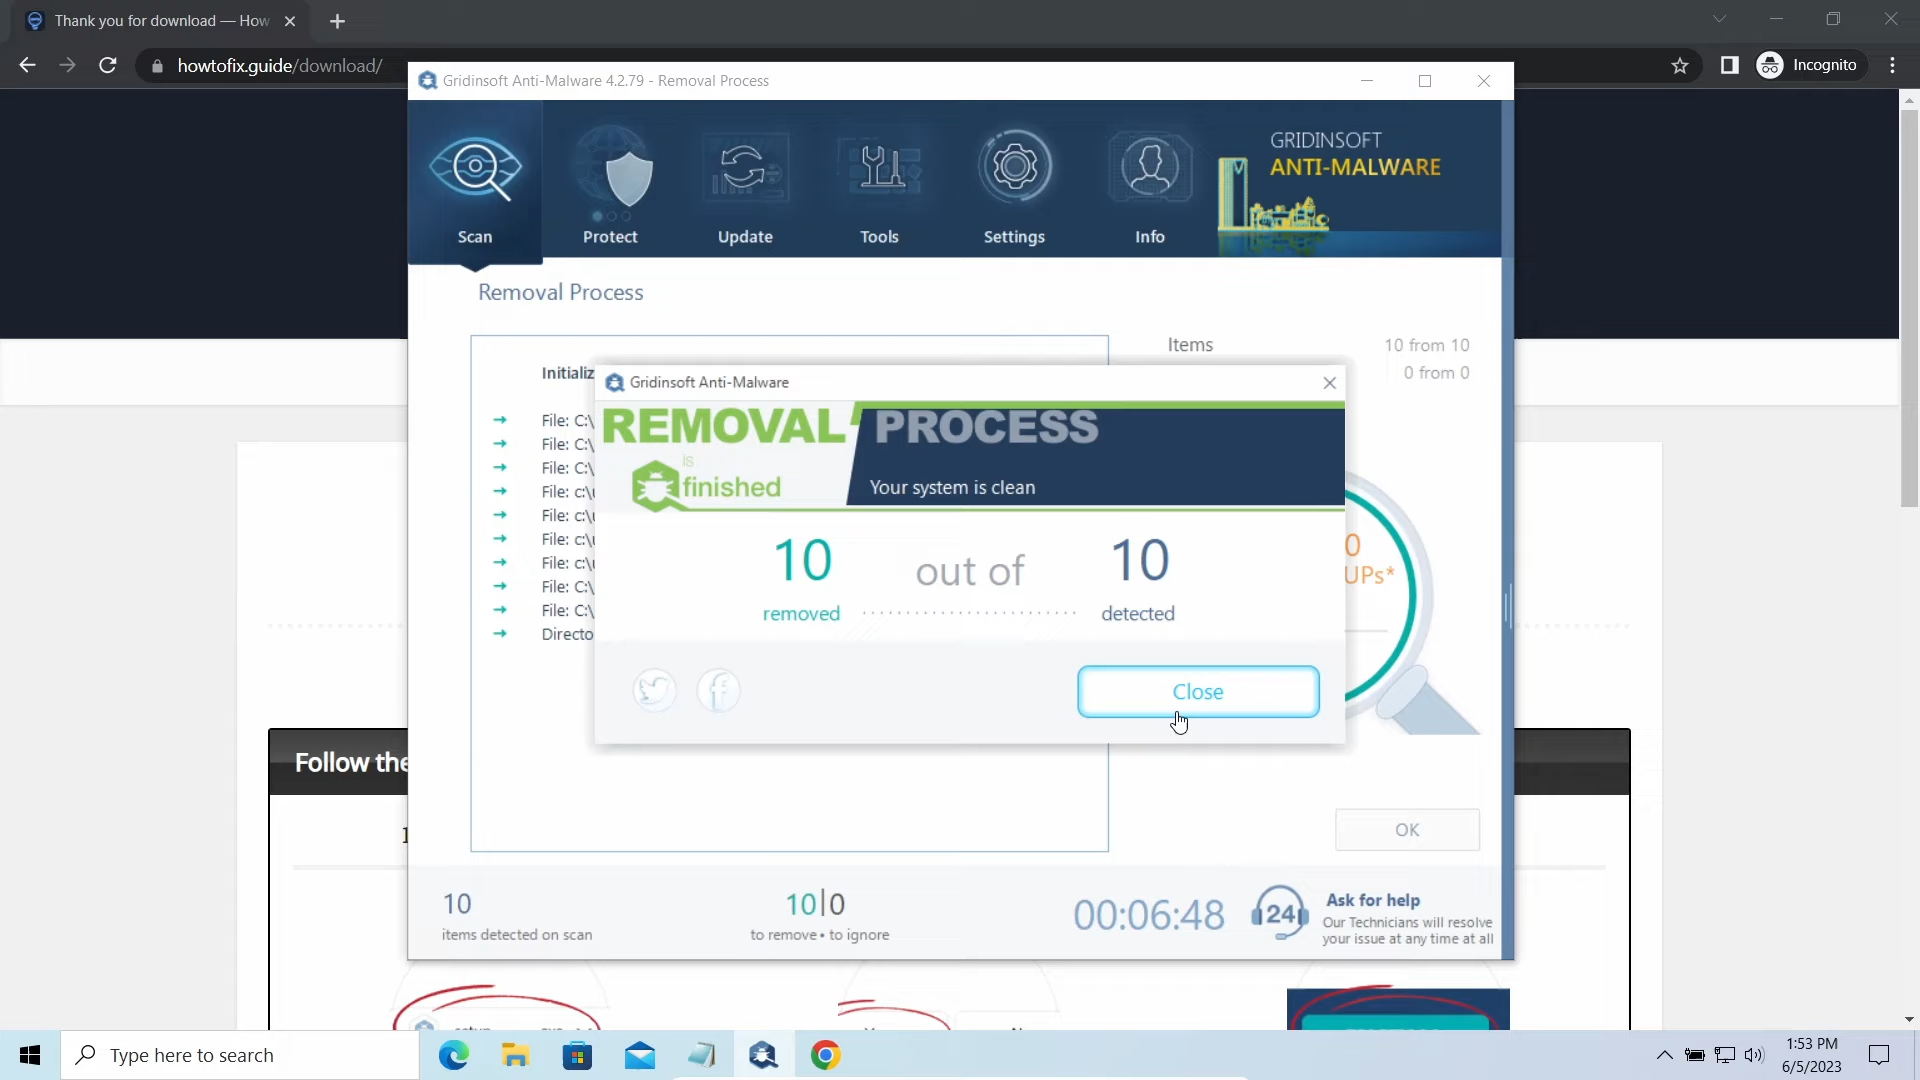 Thank you for download — How
howtofix.guide/download/
Incognito
Gridinsoft Anti-Malware 4.2.79 - Removal Process
GRIDINSOFT
ANTI-MALWARE
Scan
Protect
Update
Tools
Settings
Info
Removal Process
Items
10 from 10
0 from 0
Initializ
Gridinsoft Anti-Malware
REMOVAL PROCESS
is
finished
Your system is clean
File: C:\
File: C:\
File: C:\
File: c:\u
File: c:\u
File: c:\u
File: c:\u
File: C:\
File: C:\
Directo
10 out of 10
removed
detected
0
UPs*
Close
Follow the
1
OK
10
items detected on scan
10|0
to remove • to ignore
00:06:48
24
Ask for help
Our Technicians will resolve
your issue at any time at all
Type here to search
1:53 PM
6/5/2023